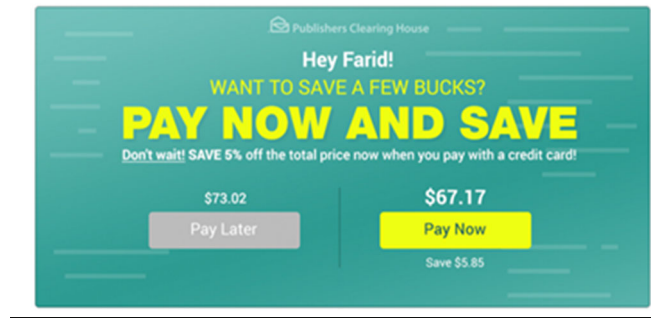 Publishers Clearing House
Hey Farid!
WANT TO SAVE A FEW BUCKS?
PAY NOW AND SAVE
Don't wait! SAVE 5% off the total price now when you pay with a credit card!
$73.02
$67.17
Pay Later
Pay Now
Save $5.85